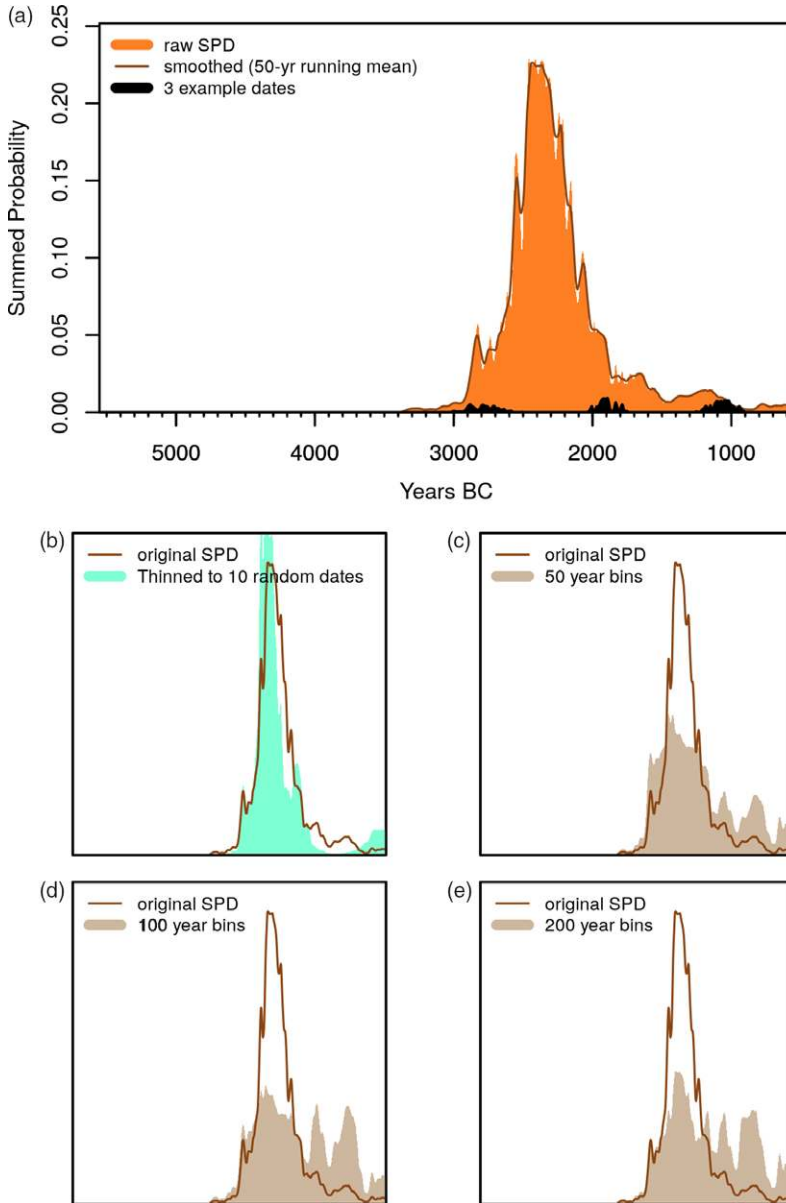 (a)
raw SPD
smoothed (50-yr running mean)
3 example dates
Summed Probability
0.25
0.20
0.15
0.10
0.05
0.00
5000 4000 3000 2000 1000
Years BC
(b)
original SPD
Thinned to 10 random dates
(c)
original SPD
50 year bins
(d)
original SPD
100 year bins
(e)
original SPD
200 year bins